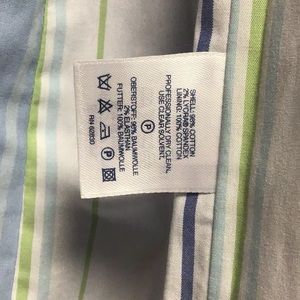 SHELL: 98% COTTON
2% LYCRA® SPANDEX
LINING: 100% COTTON
PROFESSIONALLY DRY CLEAN.
USE CLEAR SOLVENT.
P
OBERSTOFF: 98% BAUMWOLLE
2% ELASTHAN
FUTTER: 100% BAUMWOLLE
P